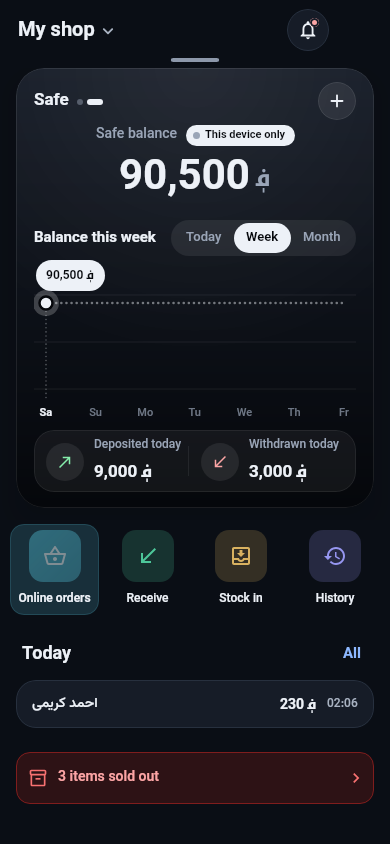 My shop
Safe
Safe balance This device only
90,500 ؋
Balance this week Today Week Month
90,500 ؋
Sa Su Mo Tu We Th Fr
Deposited today Withdrawn today
9,000 ؋ 3,000 ؋
Online orders Receive Stock in History
Today All
احمد کریمی 230 ؋ 02:06
3 items sold out